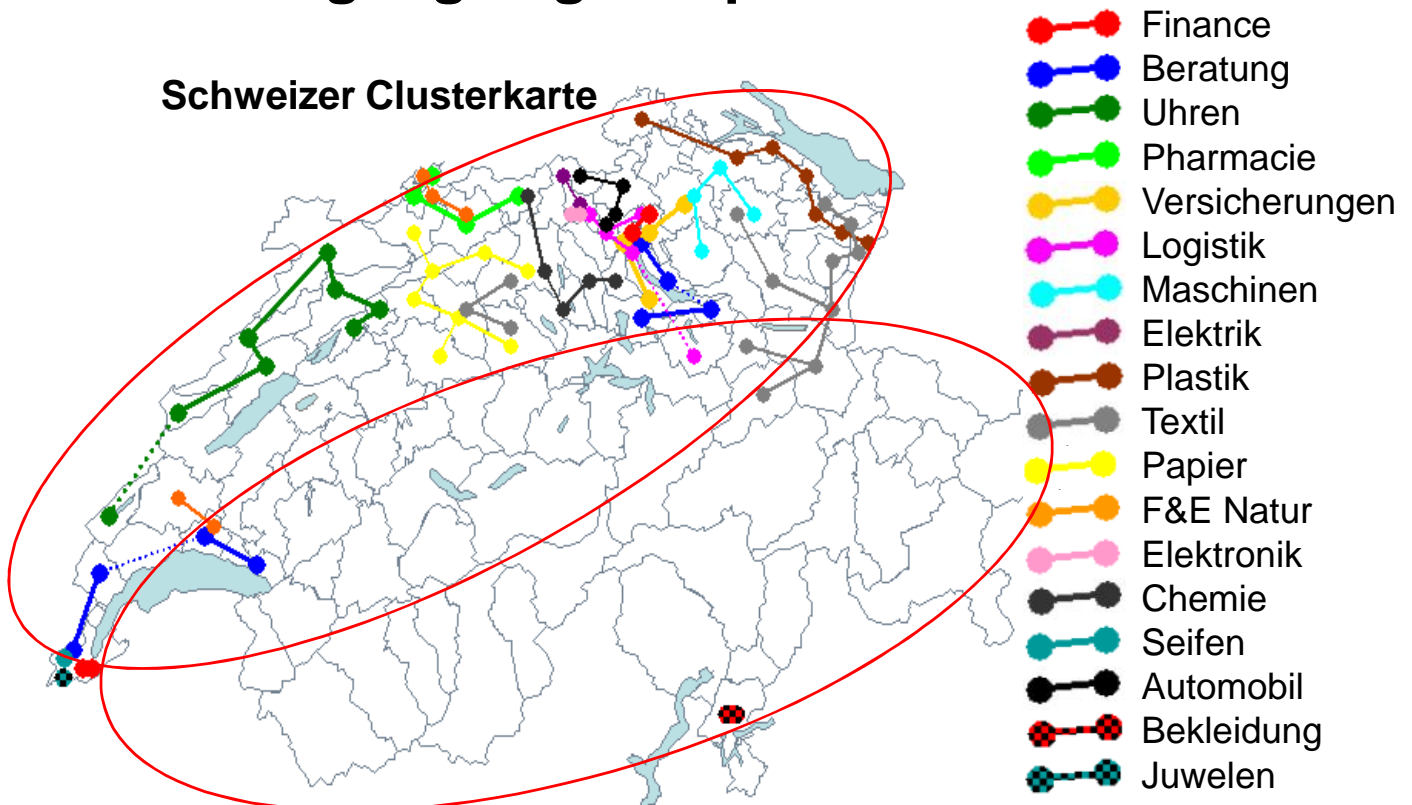 Schweizer Clusterkarte
Finance
Beratung
Uhren
Pharmacie
Versicherungen
Logistik
Maschinen
Elektrik
Plastik
Textil
Papier
F&E Natur
Elektronik
Chemie
Seifen
Automobil
Bekleidung
Juwelen